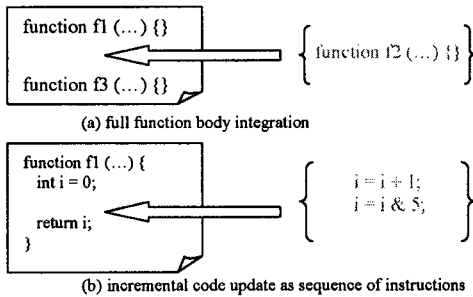 function f1 (...) {}
function f2 (...) {}
function f3 (...) {}
(a) full function body integration
function f1 (...) {
int i = 0;
i = i + 1;
i = i & 5;
return i;
}
(b) incremental code update as sequence of instructions